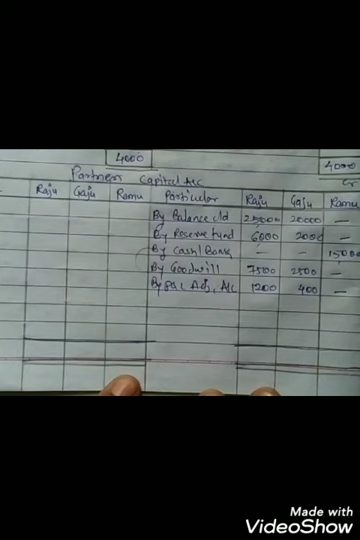 4000 4000
Partners Capital A/c
Cr
Raju Gaju Ramu Particular Raju Gaju Ramu
By Balance c/d 25000 20000 —
By Reserve fund 6000 2000 —
By Cash/Bank — — 15000
By Goodwill 7500 2500 —
By P&L Adj. A/c 1200 400 —
Made with
VideoShow